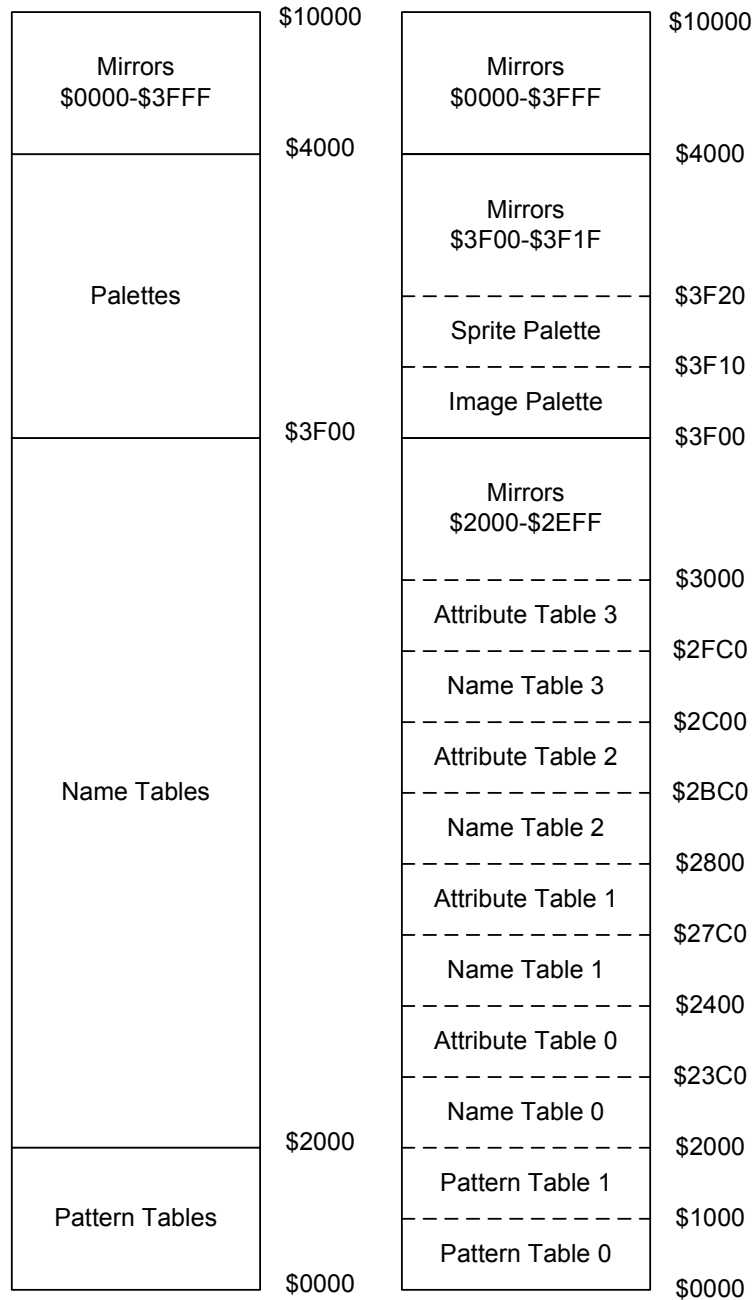 $10000
Mirrors
$0000-$3FFF
$4000
Palettes
$3F00
Name Tables
$2000
Pattern Tables
$0000
$10000
Mirrors
$0000-$3FFF
$4000
Mirrors
$3F00-$3F1F
$3F20
Sprite Palette
$3F10
Image Palette
$3F00
Mirrors
$2000-$2EFF
$3000
Attribute Table 3
$2FC0
Name Table 3
$2C00
Attribute Table 2
$2BC0
Name Table 2
$2800
Attribute Table 1
$27C0
Name Table 1
$2400
Attribute Table 0
$23C0
Name Table 0
$2000
Pattern Table 1
$1000
Pattern Table 0
$0000